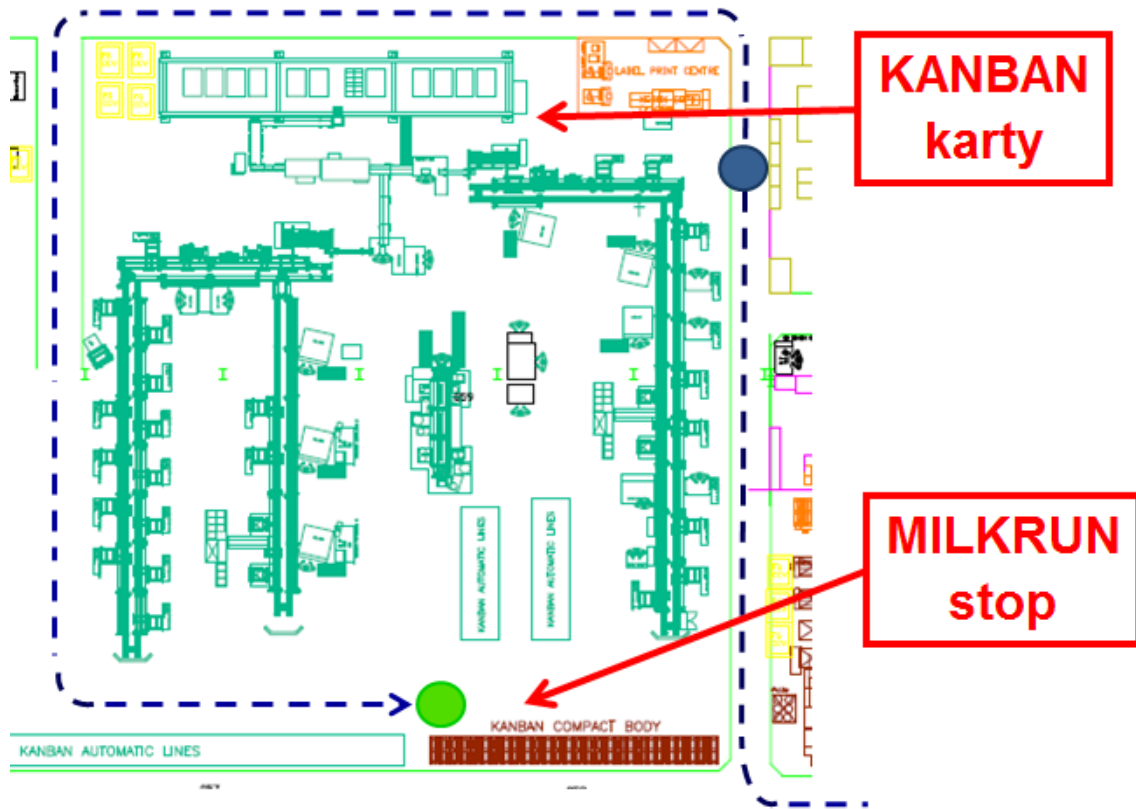 LABEL PRINT CENTRE
KANBAN
karty
KANBAN AUTOMATIC LINES
KANBAN AUTOMATIC LINES
MILKRUN
stop
KANBAN COMPACT BODY
KANBAN AUTOMATIC LINES